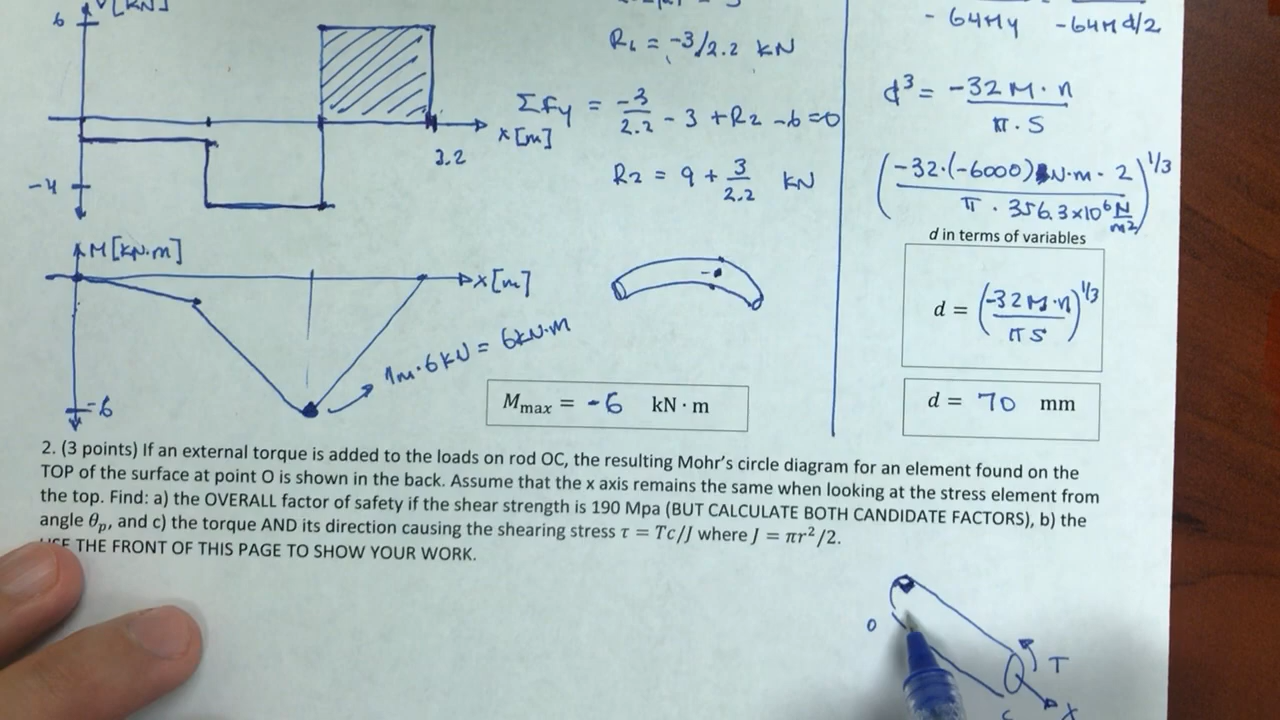 V[KN]
6
-4
x[m]
3.2
R₁ = -3/2.2 KN
ΣFy = -3/2.2 - 3 + R2 - 6 = 0
R2 = 9 + 3/2.2 KN
- 64My -64Md/2
d³ = -32M·n / π·S
(-32·(-6000) N·m·2 / π·356.3x10⁶ N/m²)^1/3
d in terms of variables
d = (-32M·n / πS)^1/3
d = 70 mm
M[KN.m]
x[m]
-6
1m·6KN = 6KN·M
Mmax = -6 kN·m
2. (3 points) If an external torque is added to the loads on rod OC, the resulting Mohr's circle diagram for an element found on the
TOP of the surface at point O is shown in the back. Assume that the x axis remains the same when looking at the stress element from
the top. Find: a) the OVERALL factor of safety if the shear strength is 190 Mpa (BUT CALCULATE BOTH CANDIDATE FACTORS), b) the
angle θp, and c) the torque AND its direction causing the shearing stress τ = Tc/J where J = πr²/2.
THE FRONT OF THIS PAGE TO SHOW YOUR WORK.
O
T
X